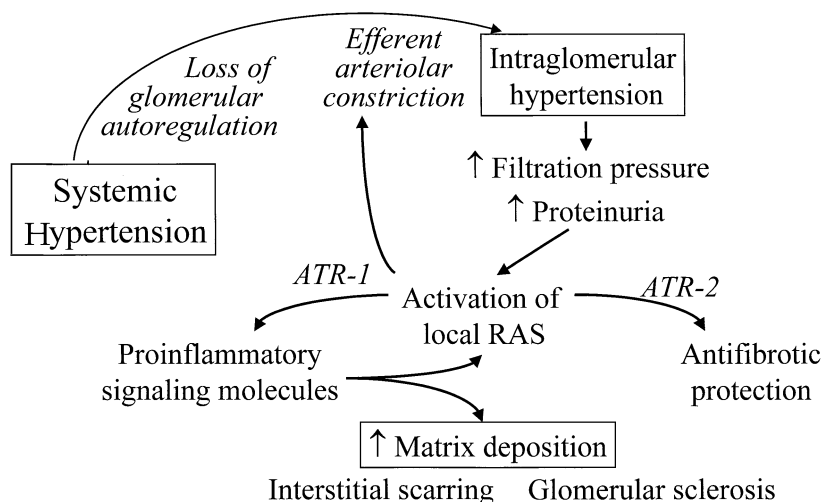 Loss of
glomerular
autoregulation
Efferent
arteriolar
constriction
Intraglomerular
hypertension
↑ Filtration pressure
↑ Proteinuria
Systemic
Hypertension
ATR-1
Activation of
local RAS
ATR-2
Proinflammatory
signaling molecules
Antifibrotic
protection
↑ Matrix deposition
Interstitial scarring
Glomerular sclerosis